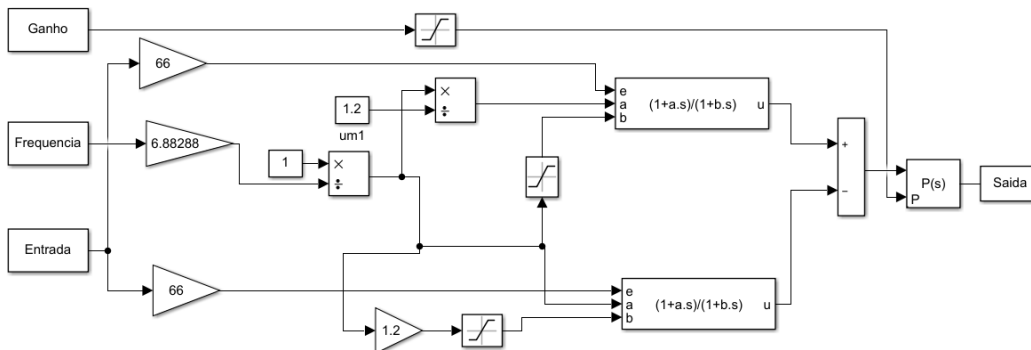 Ganho
66
e
a
b
(1+a.s)/(1+b.s)
u
×
÷
1.2
um1
Frequencia
6.88288
1
×
÷
+
−
P(s)
P
Saida
Entrada
66
e
a
b
(1+a.s)/(1+b.s)
u
1.2